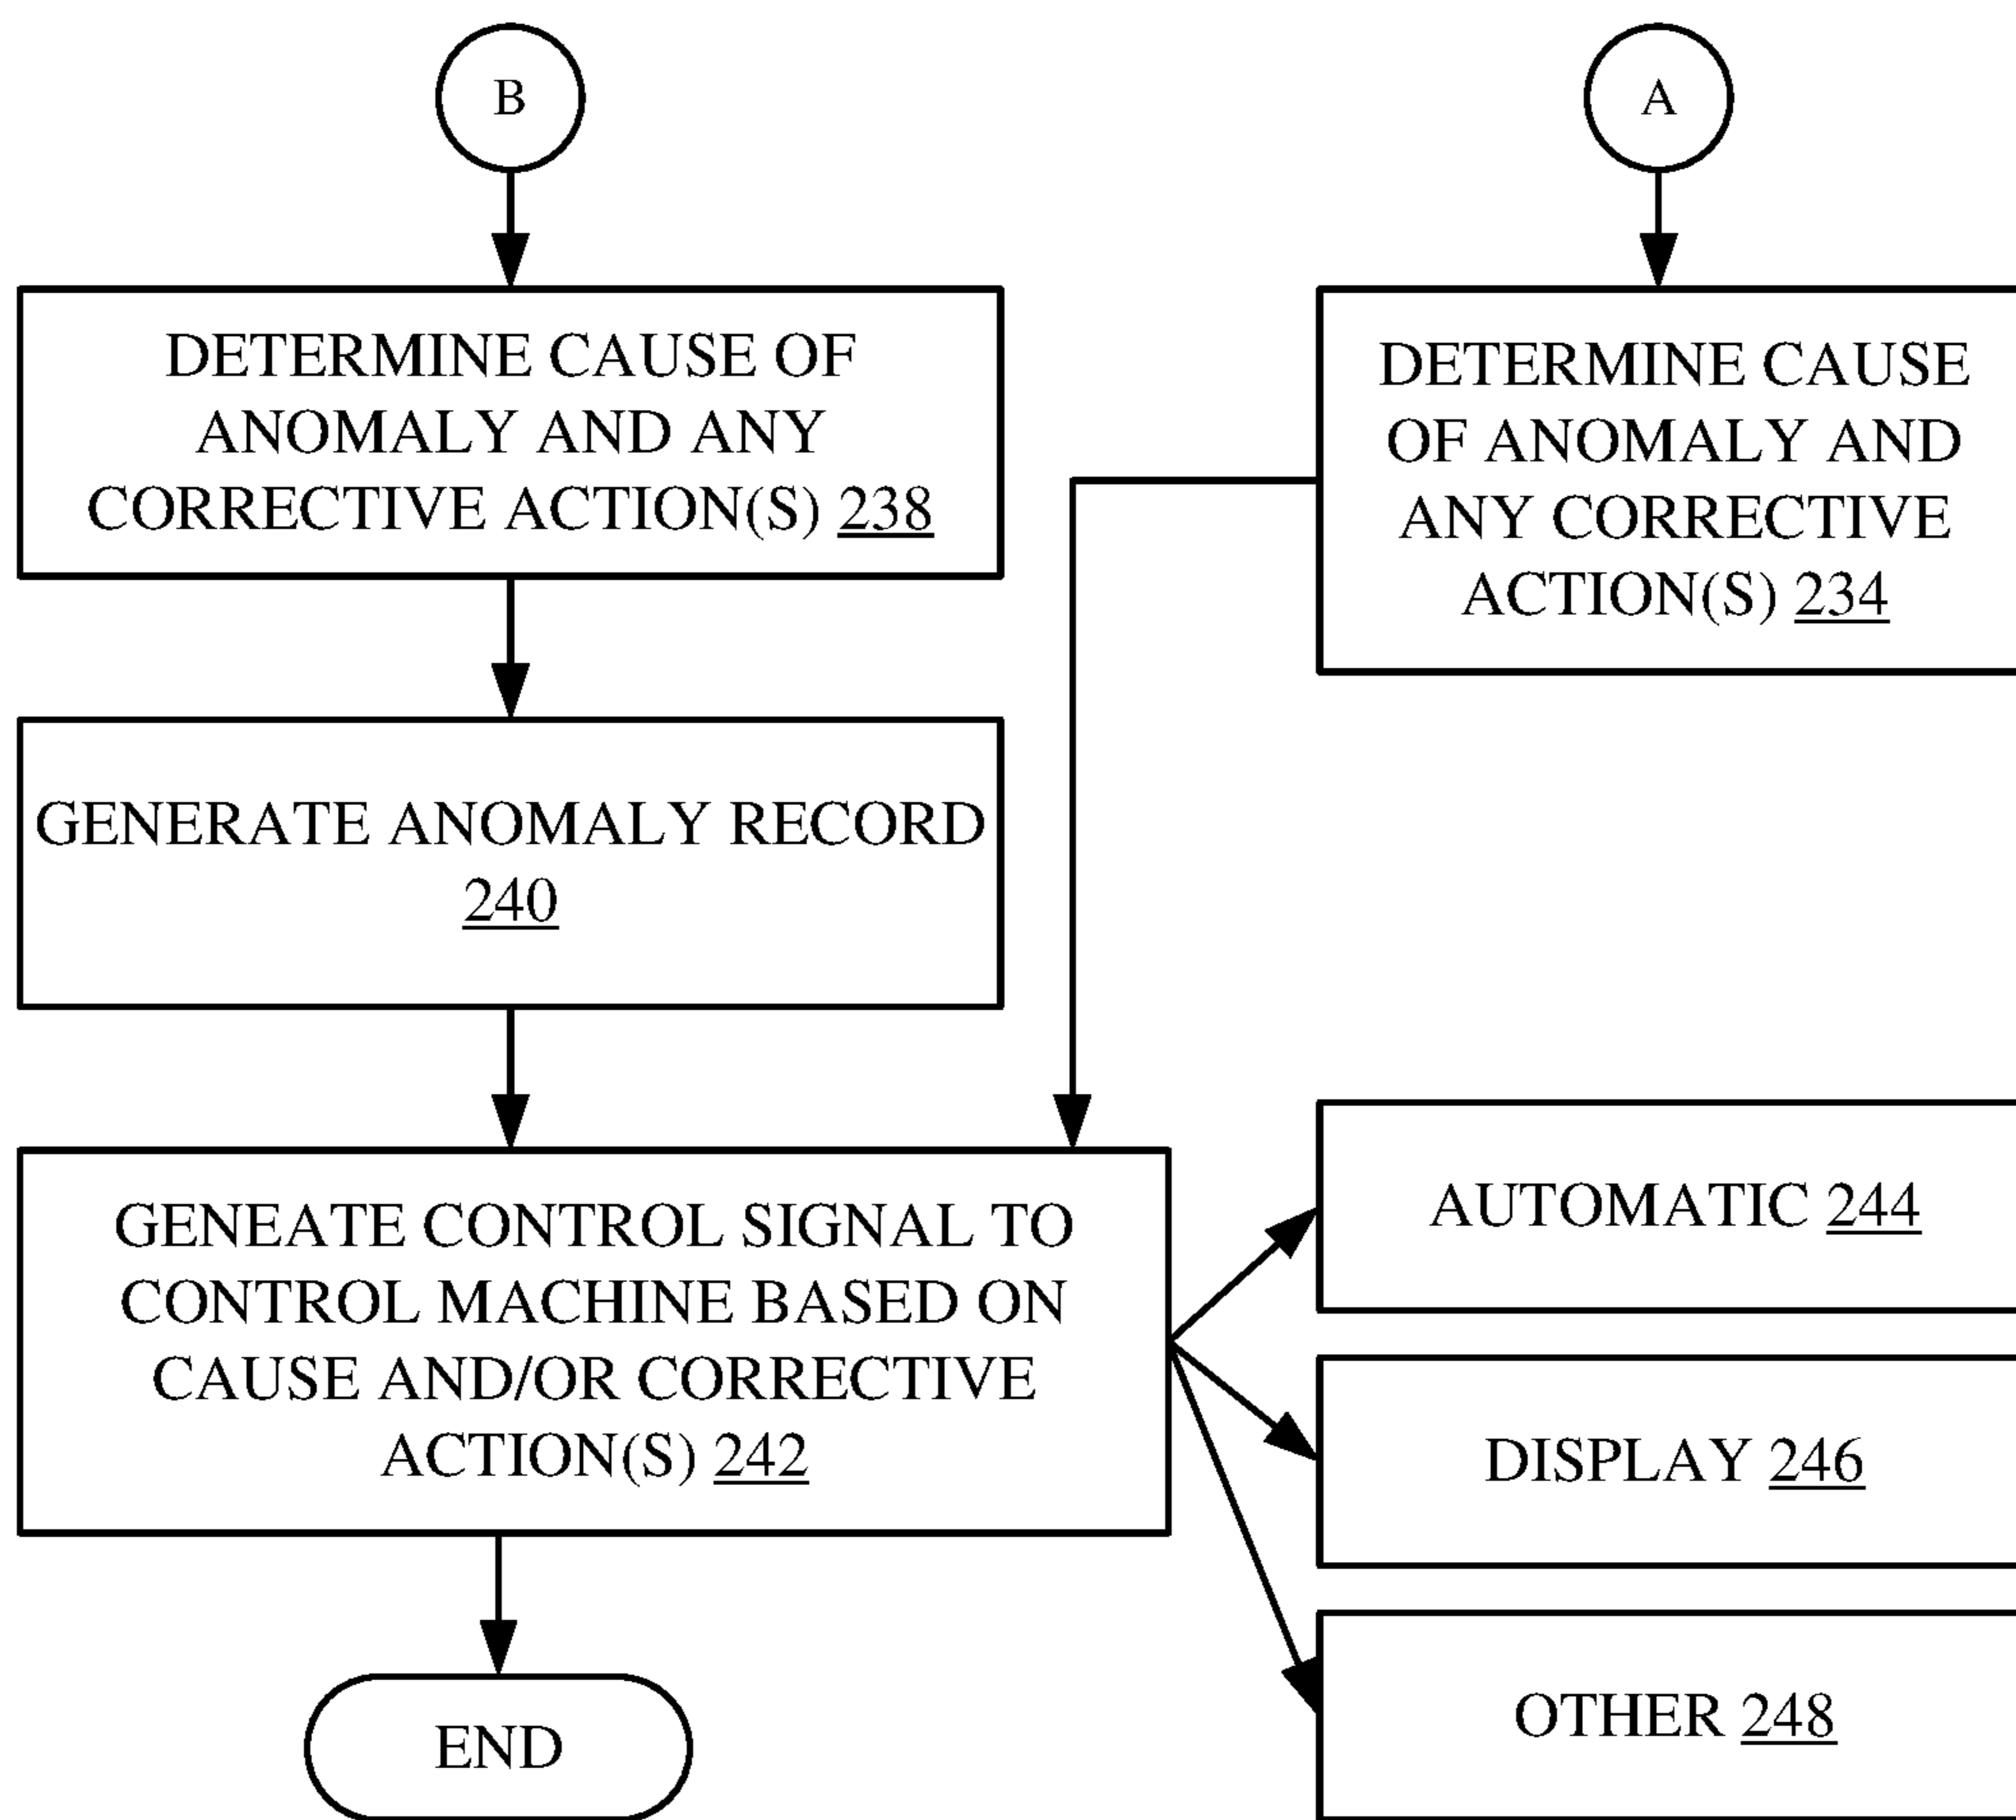 B
A
DETERMINE CAUSE OF
ANOMALY AND ANY
CORRECTIVE ACTION(S) 238
DETERMINE CAUSE
OF ANOMALY AND
ANY CORRECTIVE
ACTION(S) 234
GENERATE ANOMALY RECORD
240
GENEATE CONTROL SIGNAL TO
CONTROL MACHINE BASED ON
CAUSE AND/OR CORRECTIVE
ACTION(S) 242
AUTOMATIC 244
DISPLAY 246
OTHER 248
END